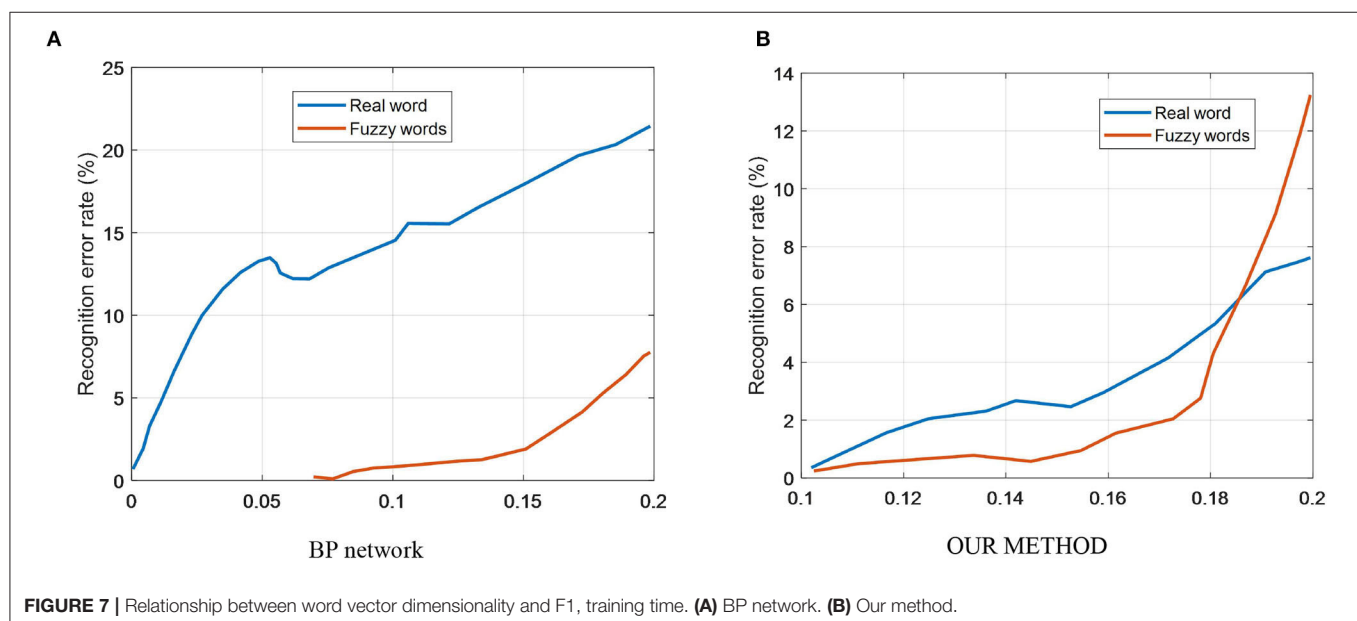 A
Recognition error rate (%)
25
20
15
10
5
0
Real word
Fuzzy words
0 0.05 0.1 0.15 0.2
BP network
B
Recognition error rate (%)
14
12
10
8
6
4
2
0
Real word
Fuzzy words
0.1 0.12 0.14 0.16 0.18 0.2
OUR METHOD
FIGURE 7 | Relationship between word vector dimensionality and F1, training time. (A) BP network. (B) Our method.